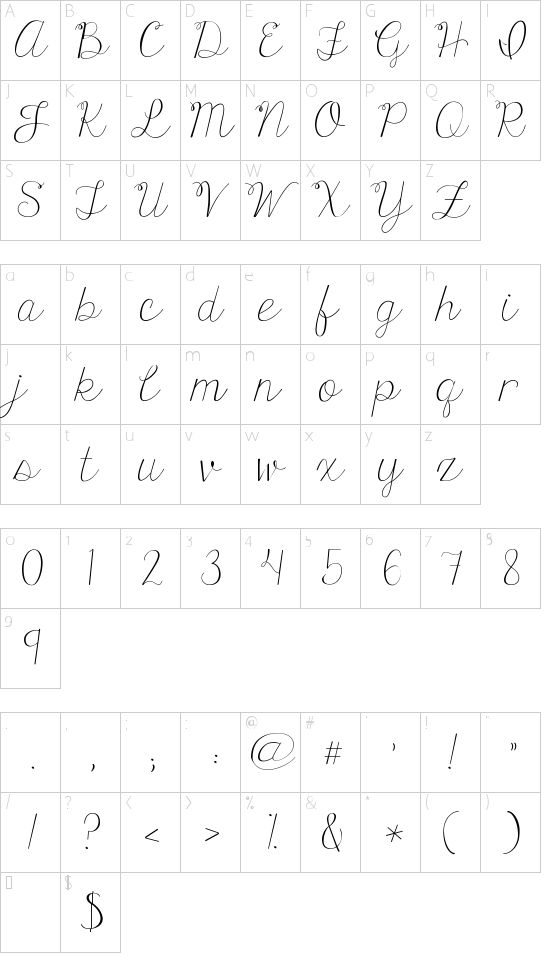 A B C D E F G H I
A B C D E F G H I
J K L M N O P Q R
J K L M N O P Q R
S T U V W X Y Z
S T U V W X Y Z
a b c d e f g h i
a b c d e f g h i
j k l m n o p q r
j k l m n o p q r
s t u v w x y z
s t u v w x y z
0 1 2 3 4 5 6 7 8
0 1 2 3 4 5 6 7 8
9
9
. , ; : @ # ' ! "
. , ; : @ # ' ! "
/ ? < > % & * ( )
/ ? < > % & * ( )
$
$